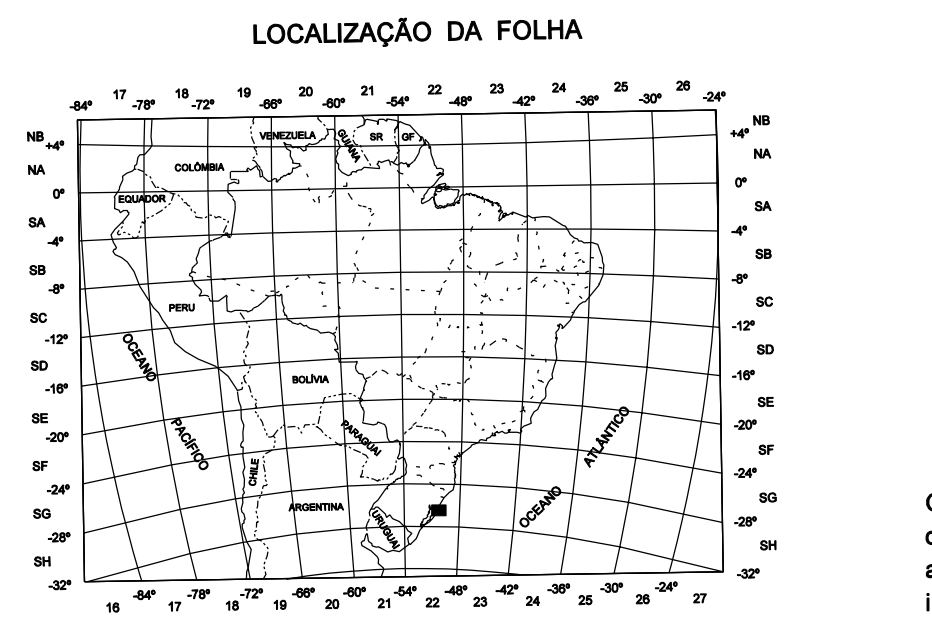 LOCALIZAÇÃO DA FOLHA
17 18 19 20 21 22 24 25 26
-84° -78° -72° -66° -60° -54° -48° -36° -30° -24°
NB +4° VENEZUELA GUIANA SR GF +4° NB
NA COLÔMBIA NA
0° 0°
EQUADOR
SA SA
-4° -4°
SB SB
-8° -8°
PERU
SC SC
-12° -12°
OCEANO
SD SD
BOLÍVIA
-16° -16°
SE SE
PACÍFICO PARAGUAI ATLÂNTICO
-20° -20°
SF CHILE SF
-24° -24°
SG ARGENTINA URUGUAI OCEANO SG
-28° -28°
SH SH
-32° -32°
-84° -78° -72° -66° -60° -54° -42° -36° -30° -24°
16 17 18 19 20 21 22 23 24 25 26 27